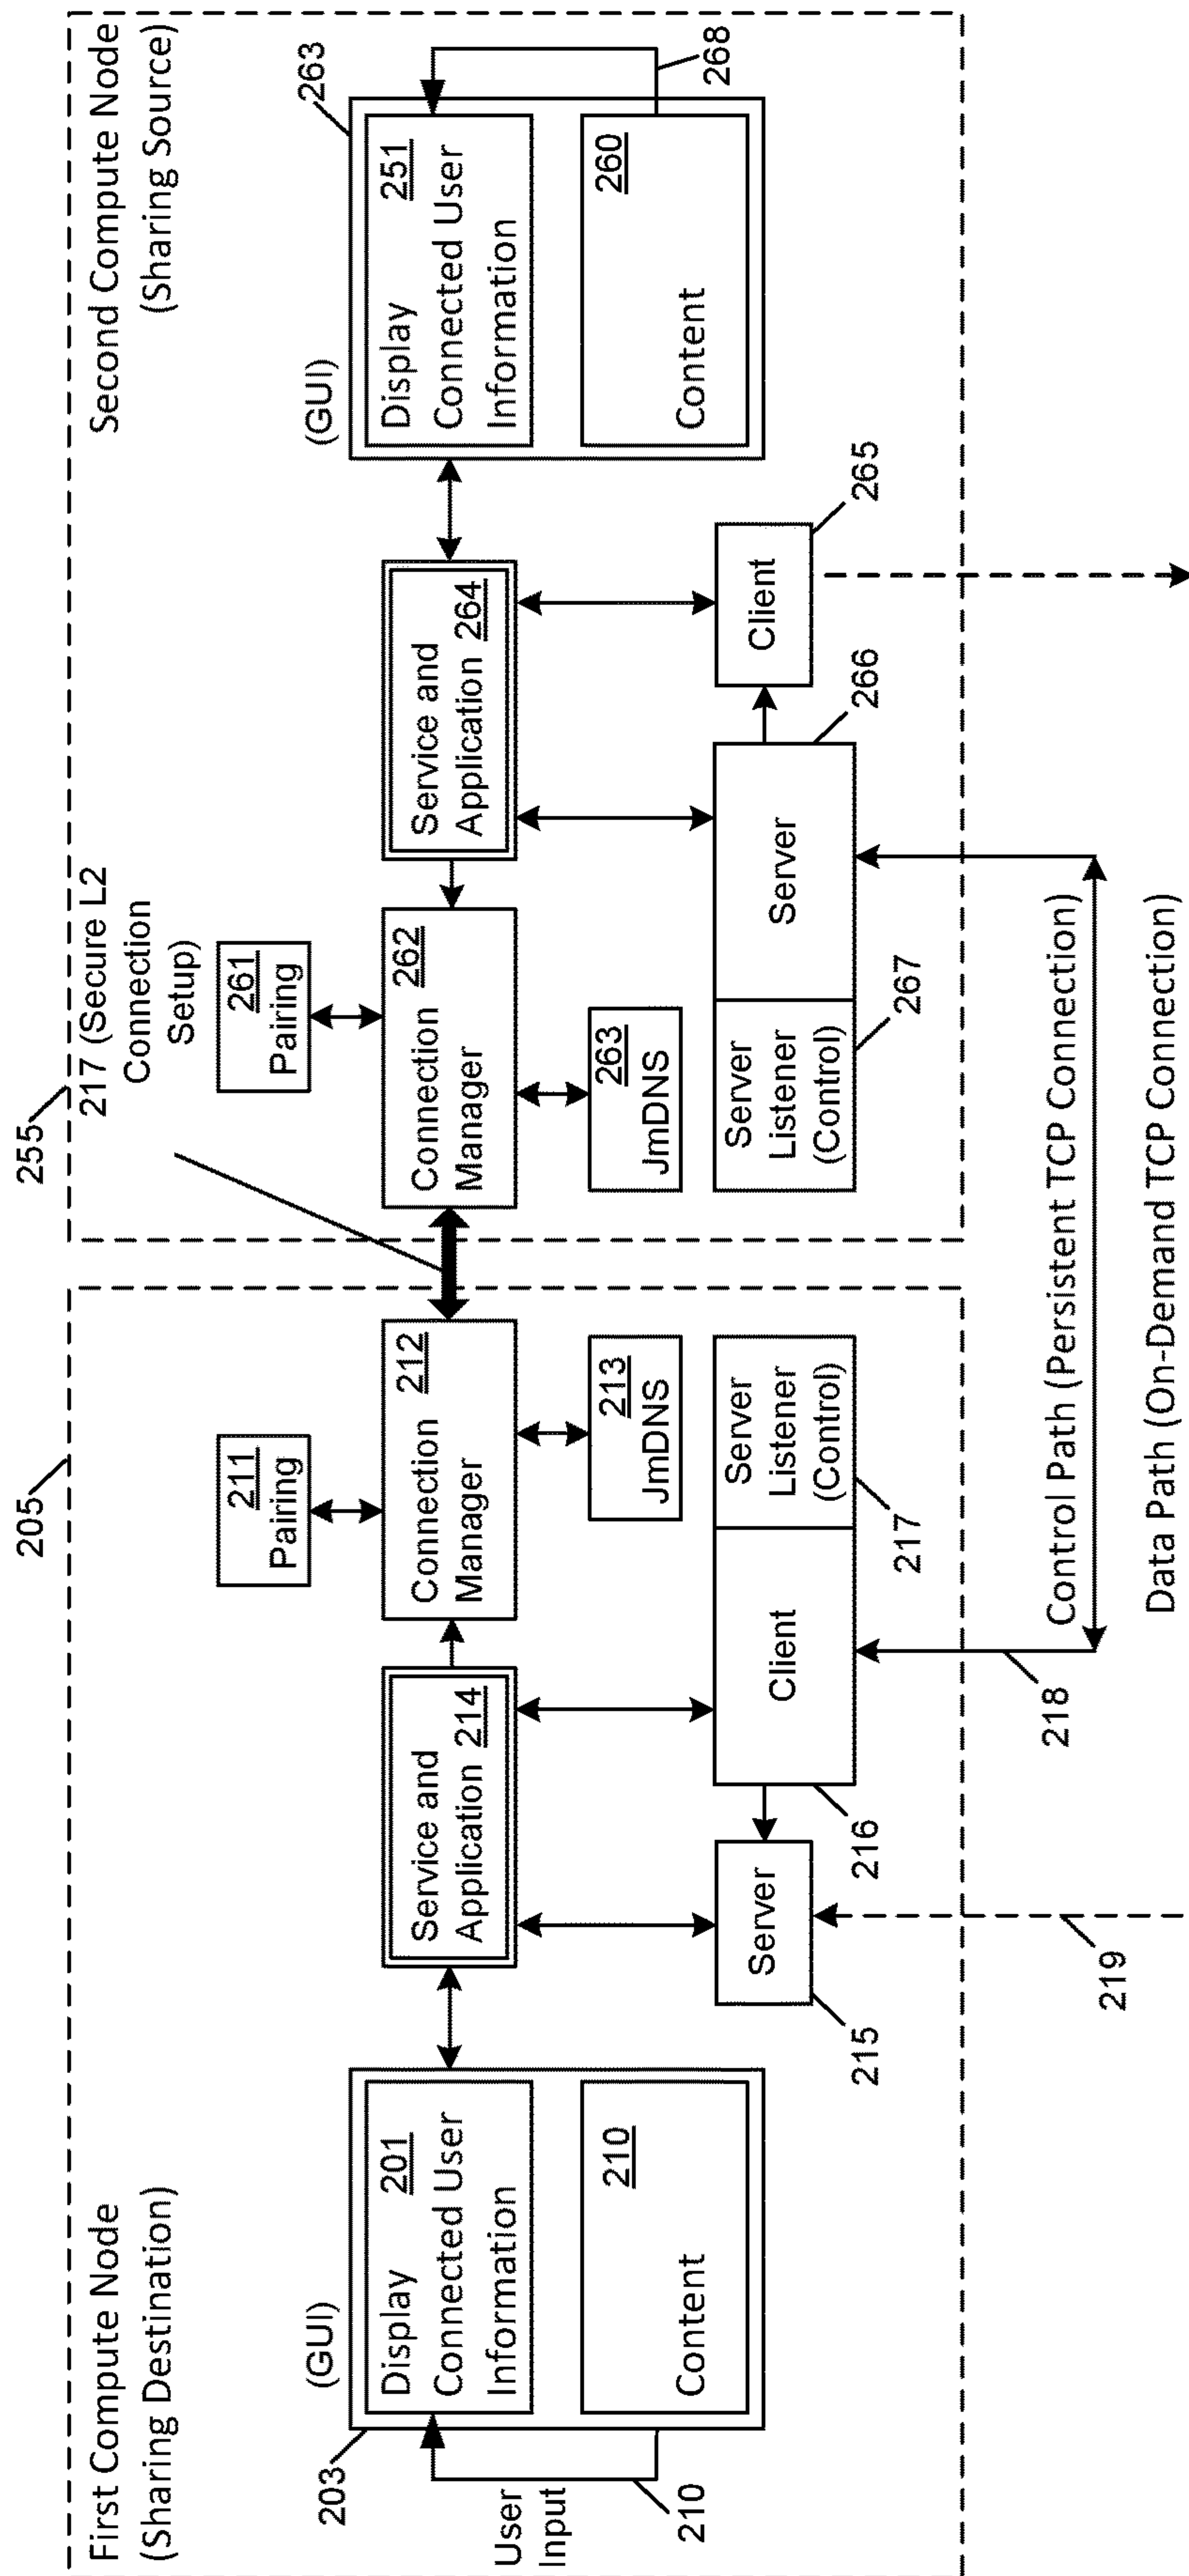 First Compute Node
(Sharing Destination)
205
203
(GUI)
201
Display
Connected User
Information
210
Content
User
Input
210
Service and
Application 214
211
Pairing
212
Connection
Manager
213
JmDNS
Server
215
Client
216
Server
Listener
(Control)
217
218
219
255
217 (Secure L2
Connection
Setup)
Second Compute Node
(Sharing Source)
261
Pairing
262
Connection
Manager
263
JmDNS
Service and
Application 264
Server
Listener
(Control)
267
Server
266
Client
265
(GUI)
263
251
Display
Connected User
Information
260
Content
268
Control Path (Persistent TCP Connection)
Data Path (On-Demand TCP Connection)